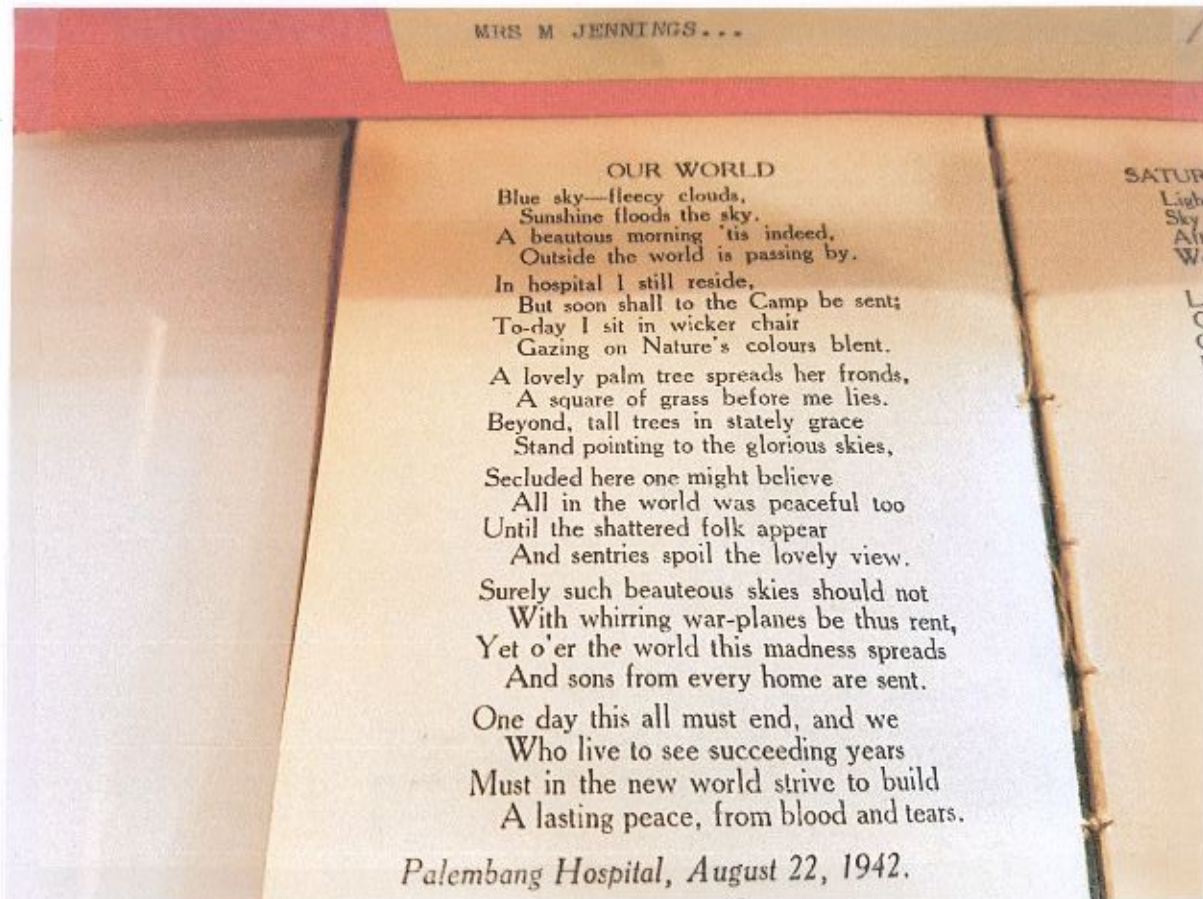 MRS M JENNINGS...
OUR WORLD
Blue sky—fleecy clouds,
Sunshine floods the sky.
A beautous morning 'tis indeed,
Outside the world is passing by.
In hospital I still reside,
But soon shall to the Camp be sent;
To-day I sit in wicker chair
Gazing on Nature's colours blent.
A lovely palm tree spreads her fronds,
A square of grass before me lies.
Beyond, tall trees in stately grace
Stand pointing to the glorious skies,
Secluded here one might believe
All in the world was peaceful too
Until the shattered folk appear
And sentries spoil the lovely view.
Surely such beauteous skies should not
With whirring war-planes be thus rent,
Yet o'er the world this madness spreads
And sons from every home are sent.
One day this all must end, and we
Who live to see succeeding years
Must in the new world strive to build
A lasting peace, from blood and tears.
Palembang Hospital, August 22, 1942.
SATUR
Ligh
Sky